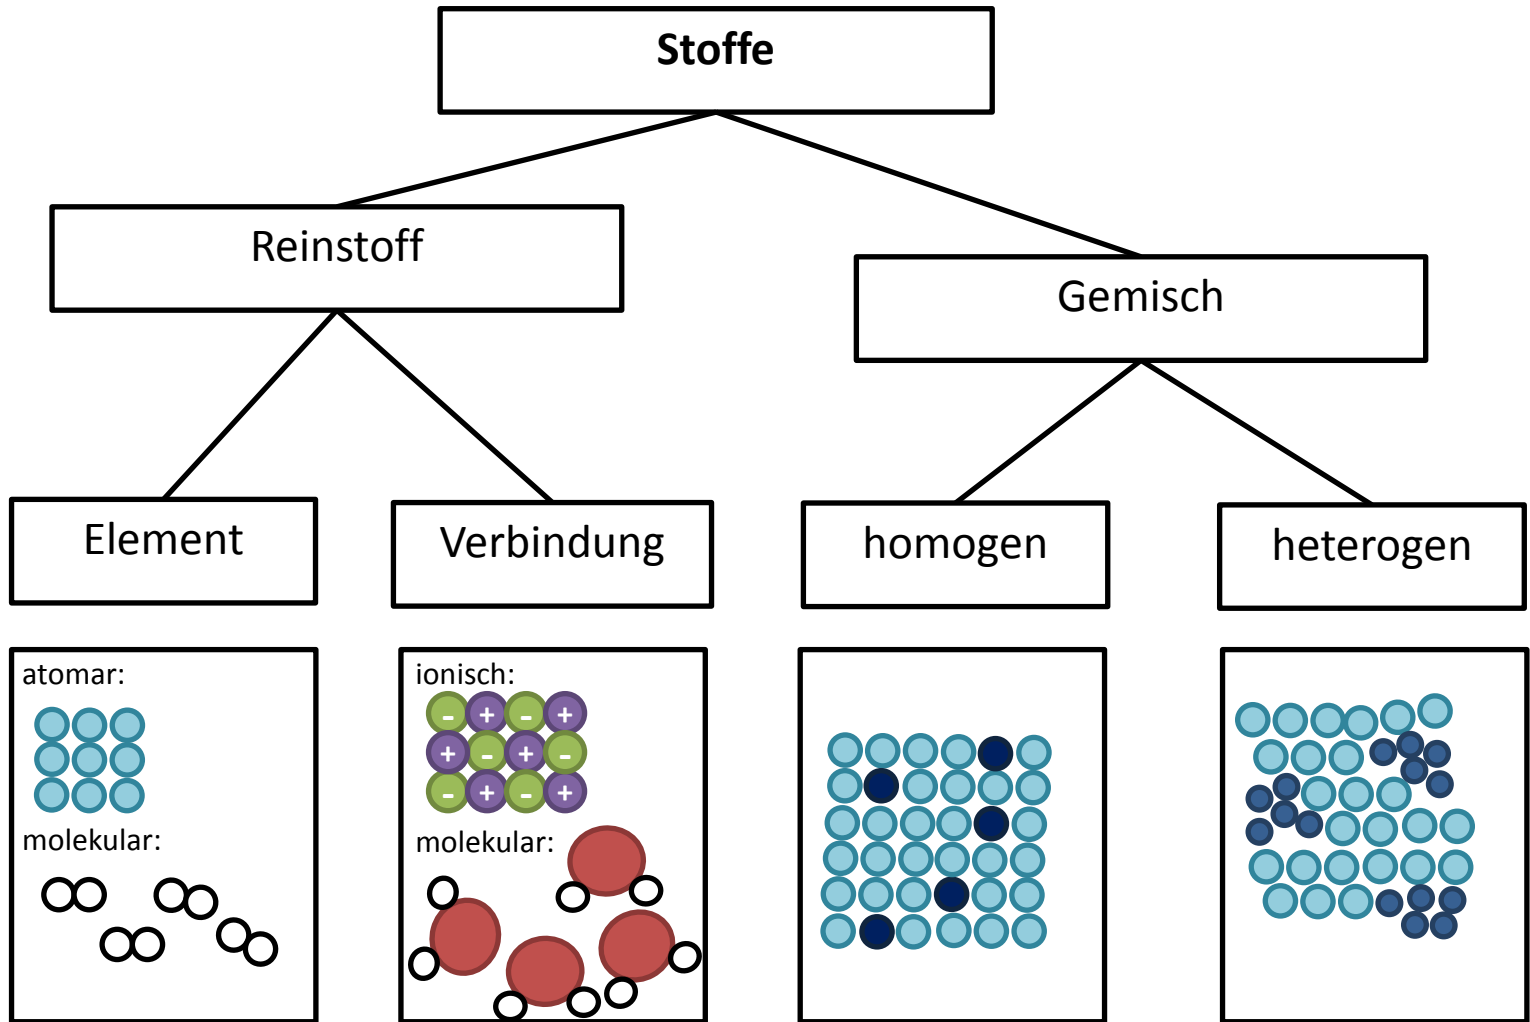 Stoffe
Reinstoff
Gemisch
Element
Verbindung
homogen
heterogen
atomar:
molekular:
ionisch:
- + - +
+ - + -
- + - +
molekular: